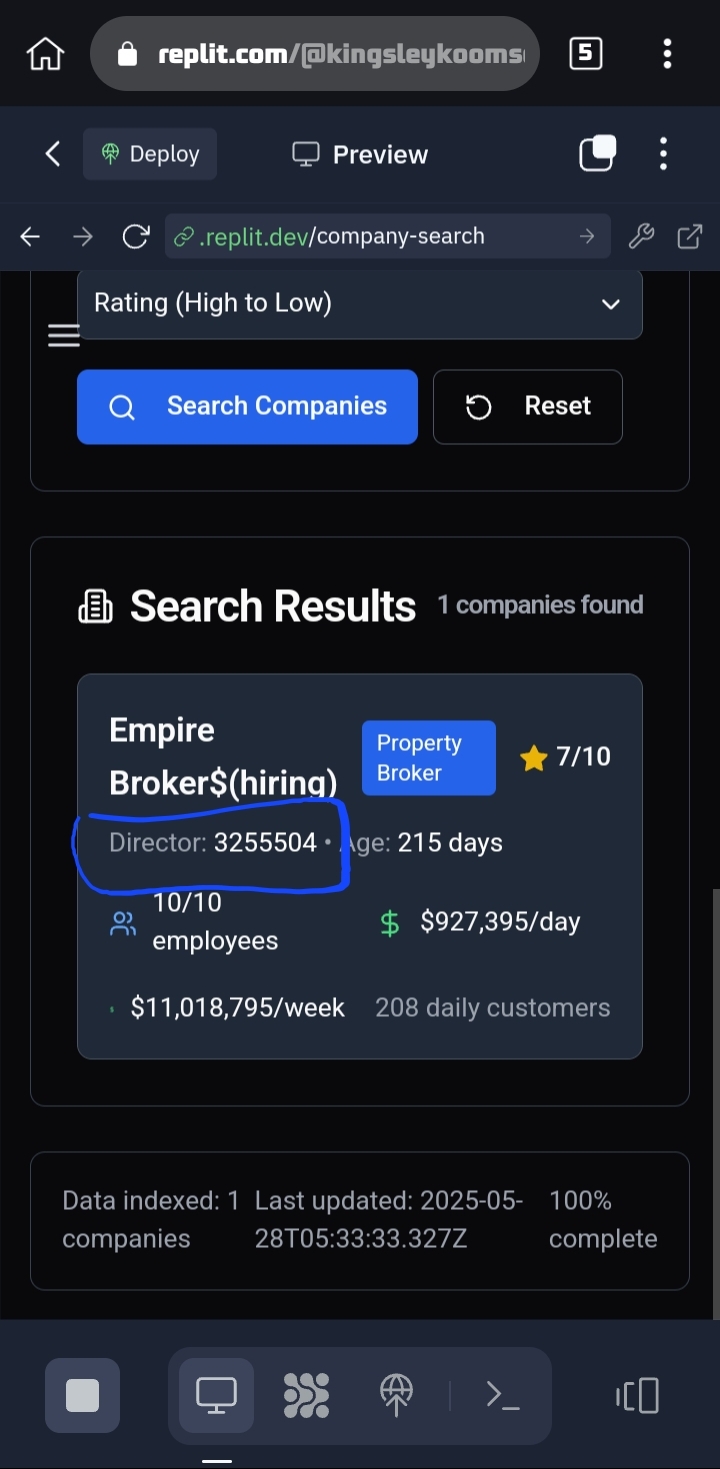 replit.com/@kingsleykooms
5
Deploy
Preview
.replit.dev/company-search
Rating (High to Low)
Search Companies
Reset
Search Results
1 companies found
Empire
Broker$(hiring)
Property
Broker
7/10
Director: 3255504 • Age: 215 days
10/10
employees
$927,395/day
$11,018,795/week
208 daily customers
Data indexed: 1
companies
Last updated: 2025-05-
28T05:33:33.327Z
100%
complete